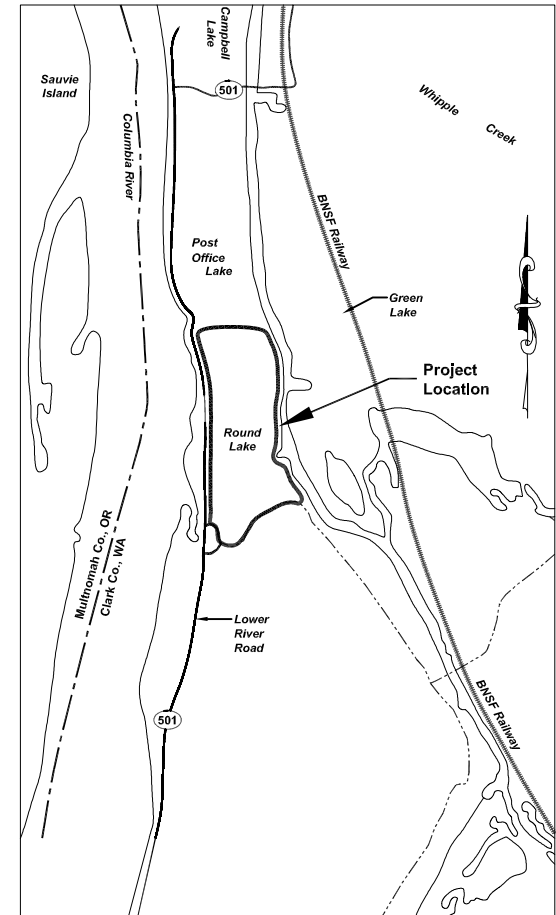 Campbell
Lake
Sauvie
Island
501
Whipple Creek
Columbia River
BNSF Railway
Post
Office
Lake
Green
Lake
Project
Location
Round
Lake
Multnomah Co., OR
Clark Co., WA
Lower
River
Road
501
BNSF Railway